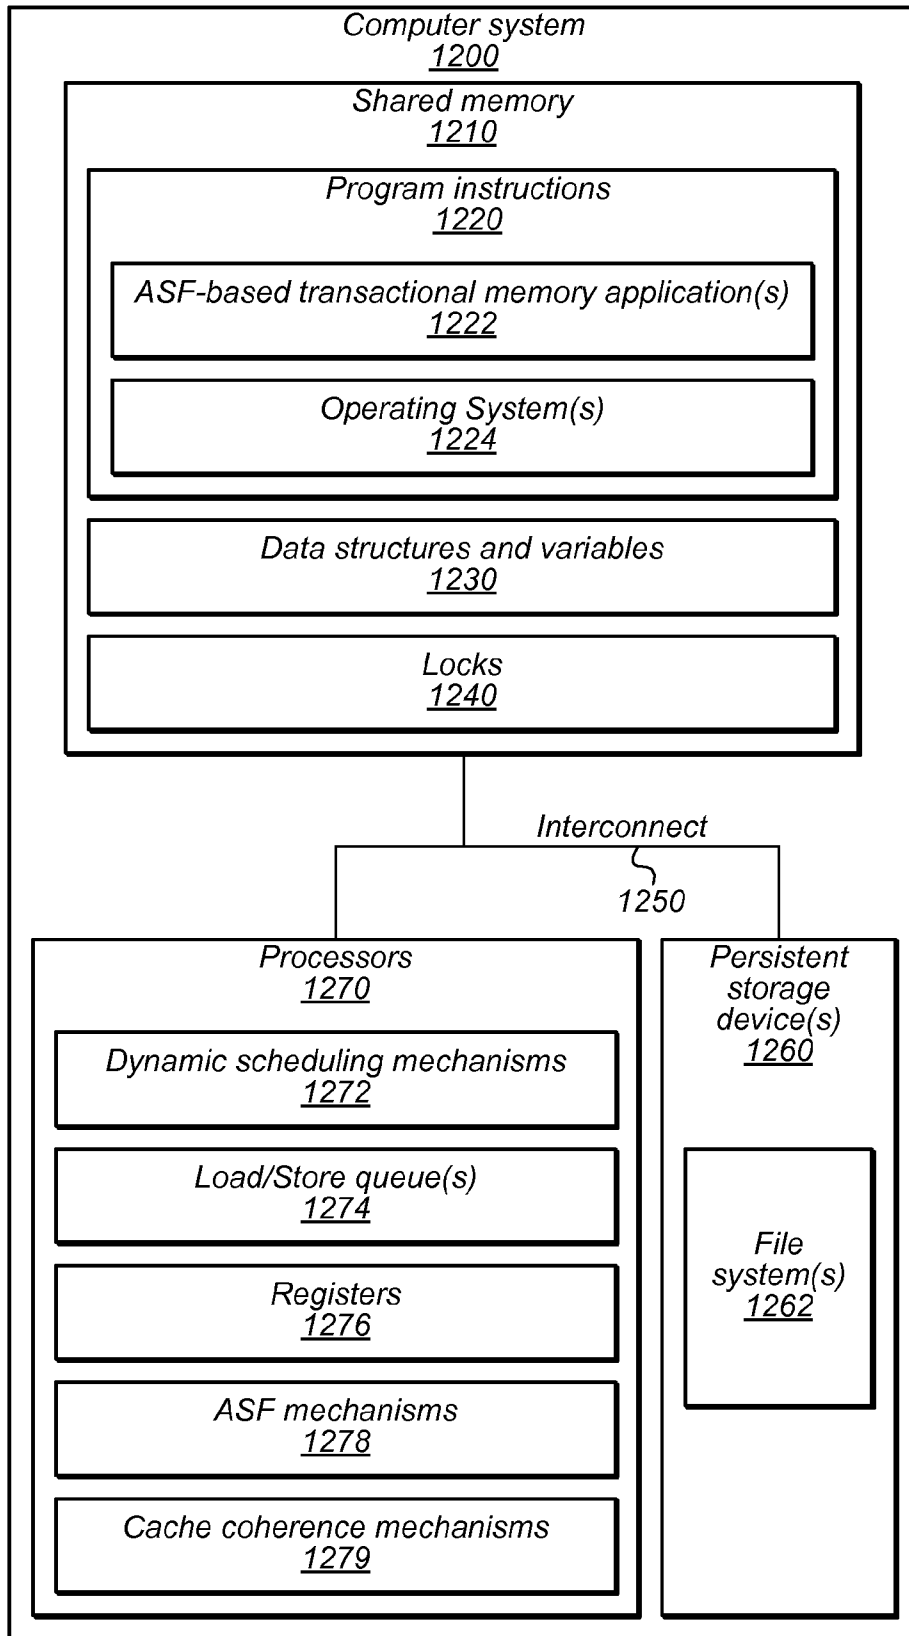 Computer system
1200
Shared memory
1210
Program instructions
1220
ASF-based transactional memory application(s)
1222
Operating System(s)
1224
Data structures and variables
1230
Locks
1240
Interconnect
1250
Processors
1270
Dynamic scheduling mechanisms
1272
Load/Store queue(s)
1274
Registers
1276
ASF mechanisms
1278
Cache coherence mechanisms
1279
Persistent
storage
device(s)
1260
File
system(s)
1262